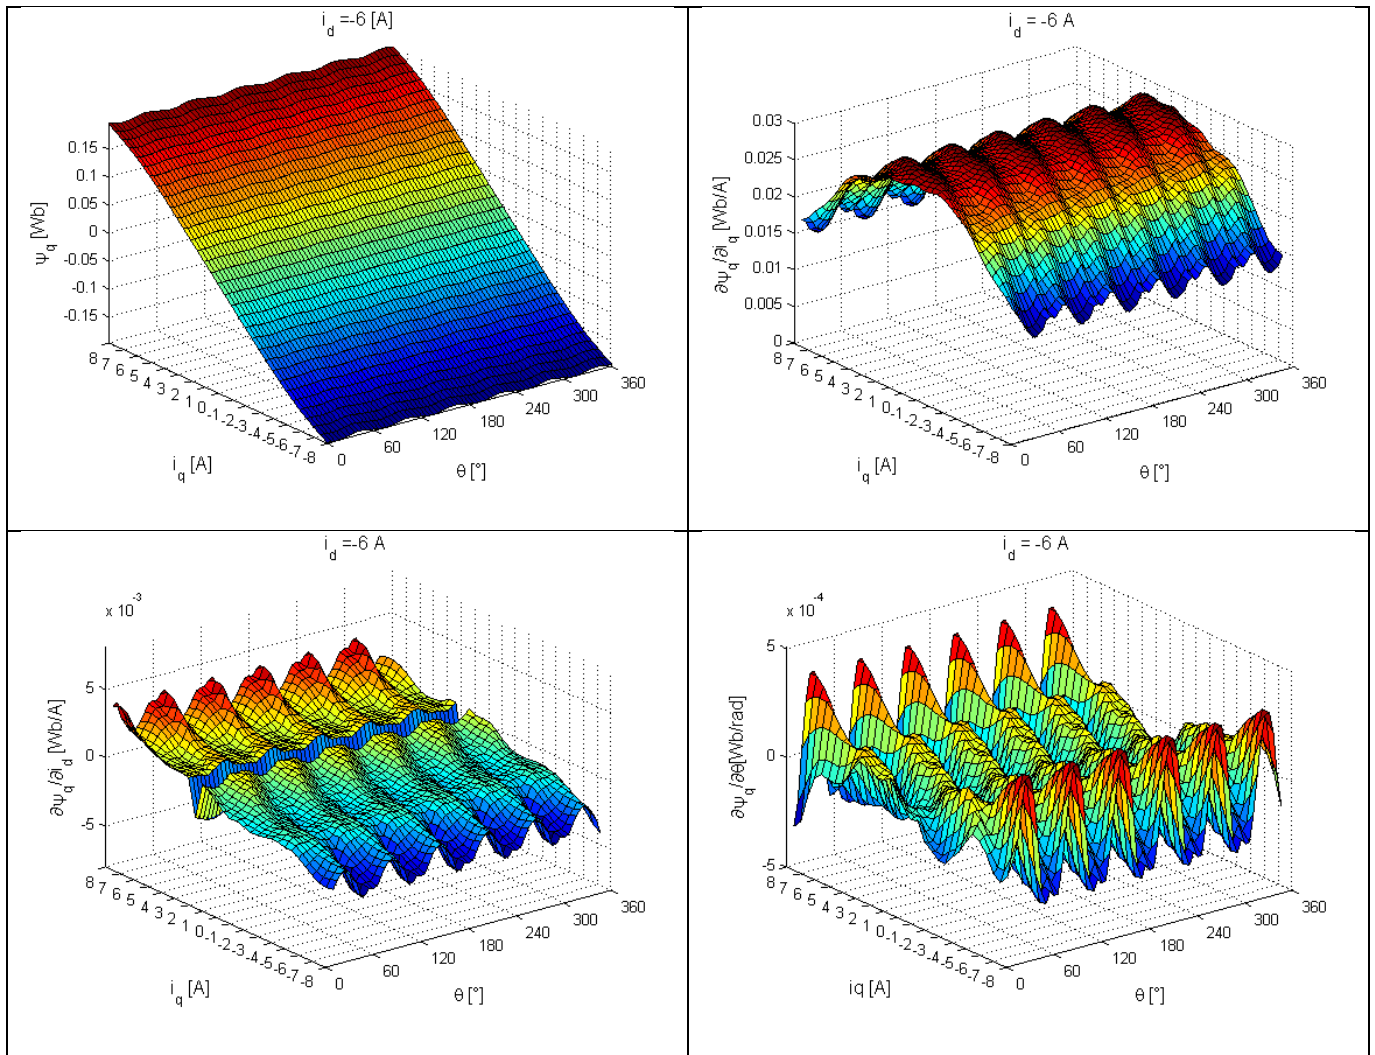 i_d =-6 [A]
ψ_q [Wb]
0.15
0.1
0.05
0
-0.05
-0.1
-0.15
8 7 6 5 4 3 2 1 0 -1 -2 -3 -4 -5 -6 -7 -8
i_q [A]
0 60 120 180 240 300 360
θ [°]
i_d = -6 A
∂ψ_q/∂i_q [Wb/A]
0.03
0.025
0.02
0.015
0.01
0.005
0
8 7 6 5 4 3 2 1 0 -1 -2 -3 -4 -5 -6 -7 -8
i_q [A]
0 60 120 180 240 300 360
θ [°]
i_d =-6 A
x 10^-3
∂ψ_q/∂i_d [Wb/A]
5
0
-5
8 7 6 5 4 3 2 1 0 -1 -2 -3 -4 -5 -6 -7 -8
i_q [A]
0 60 120 180 240 300 360
θ [°]
i_d = -6 A
x 10^-4
∂ψ_q/∂θ[Wb/rad]
5
0
-5
8 7 6 5 4 3 2 1 0 -1 -2 -3 -4 -5 -6 -7 -8
iq [A]
0 60 120 180 240 300 360
θ [°]